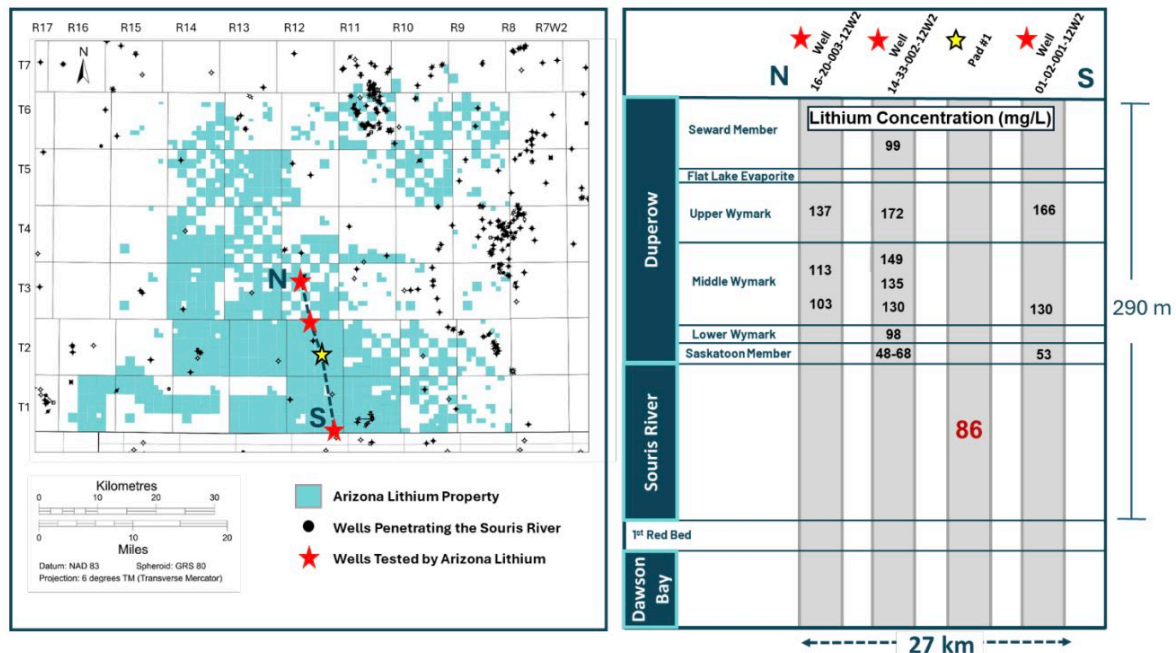 R17 R16 R15 R14 R13 R12 R11 R10 R9 R8 R7W2
N
T7
T6
T5
T4
T3
T2
T1
N
S
Kilometres
0 10 20 30
0 10 20
Miles
Datum: NAD 83 Spheroid: GRS 80
Projection: 6 degrees TM (Transverse Mercator)
Arizona Lithium Property
Wells Penetrating the Souris River
Wells Tested by Arizona Lithium
N
Well
16-20-003-12W2
Well
14-33-002-12W2
Pad #1
Well
01-02-001-12W2
S
Lithium Concentration (mg/L)
Duperow
Seward Member
99
Flat Lake Evaporite
Upper Wymark
137 172 166
Middle Wymark
149
113
135
103 130 130
Lower Wymark
98
Saskatoon Member
48-68 53
Souris River
86
1st Red Bed
Dawson Bay
290 m
27 km